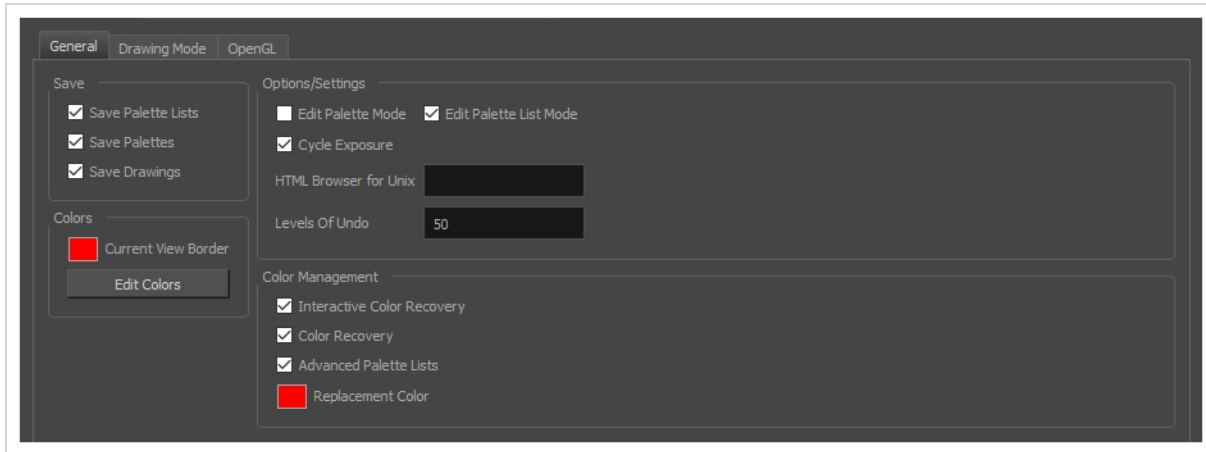 General Drawing Mode OpenGL
Save
Save Palette Lists
Save Palettes
Save Drawings
Colors
Current View Border
Edit Colors
Options/Settings
Edit Palette Mode Edit Palette List Mode
Cycle Exposure
HTML Browser for Unix
Levels Of Undo 50
Color Management
Interactive Color Recovery
Color Recovery
Advanced Palette Lists
Replacement Color